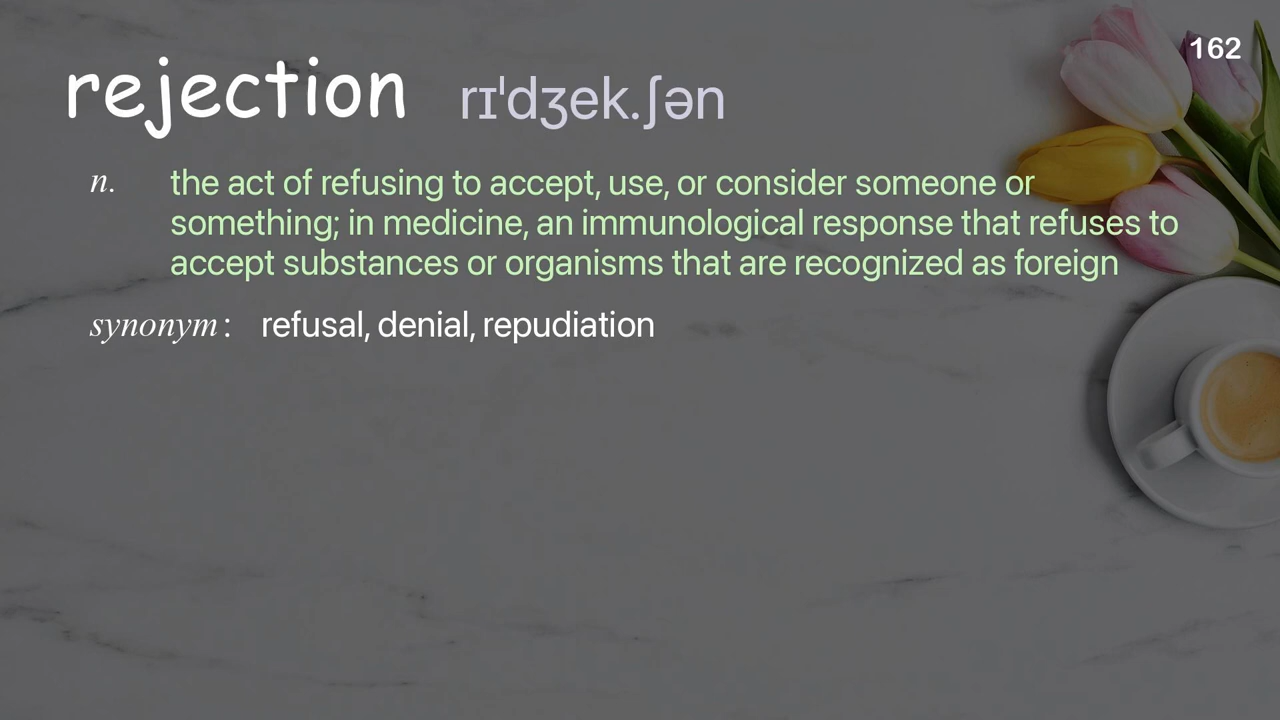 162
rejection rɪˈdʒek.ʃən
n. the act of refusing to accept, use, or consider someone or
something; in medicine, an immunological response that refuses to
accept substances or organisms that are recognized as foreign
synonym: refusal, denial, repudiation